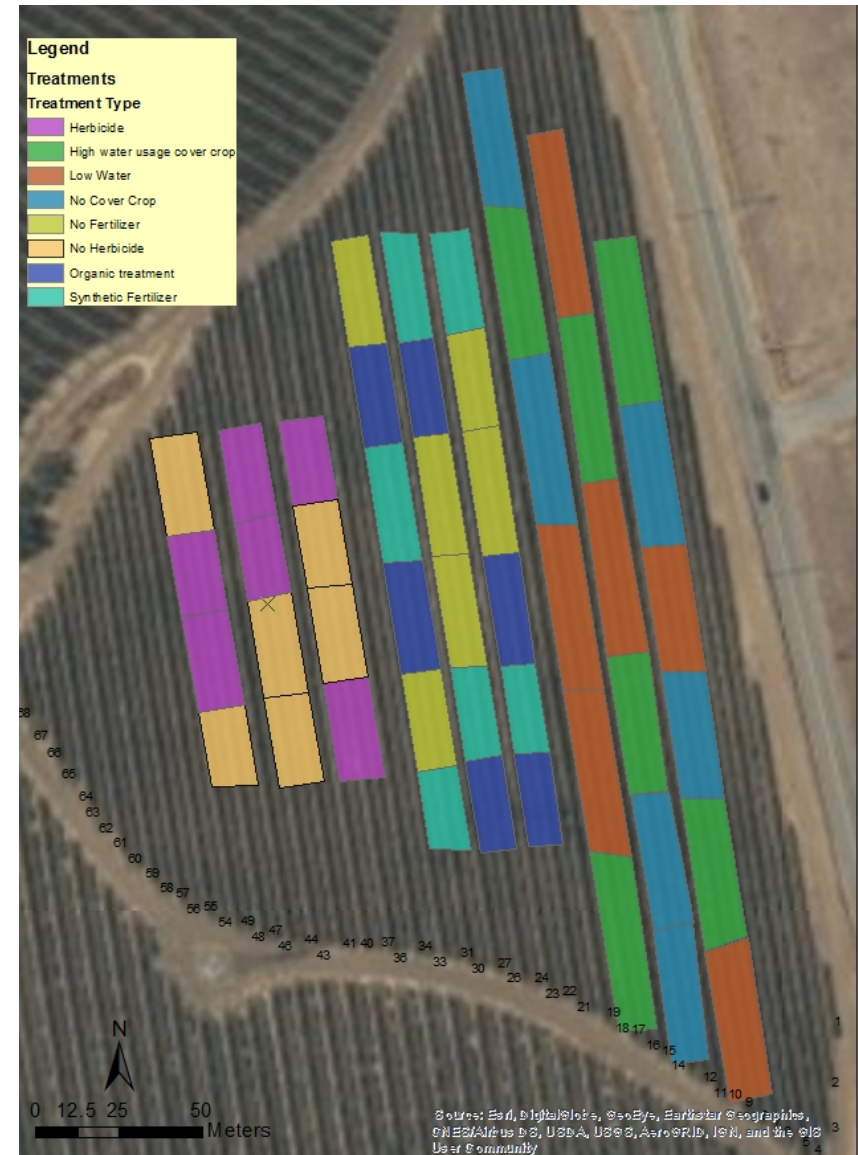 Legend
Treatments
Treatment Type
Herbicide
High water usage cover crop
Low Water
No Cover Crop
No Fertilizer
No Herbicide
Organic treatment
Synthetic Fertilizer
68
67
66
65
64
63
62
61
60
59
58 57
56 55
54 49 47
48 46 44
43 41 40 37
36 34
33 31
30 27
26 24
23 22
21 19
18 17
16 15
14 12
11 10
9
1
2
3
4
N
0 12.5 25 50
Meters
Source: Esri, DigitalGlobe, GeoEye, Earthstar Geographics,
CNES/Airbus DS, USDA, USGS, AeroGRID, IGN, and the GIS
User Community